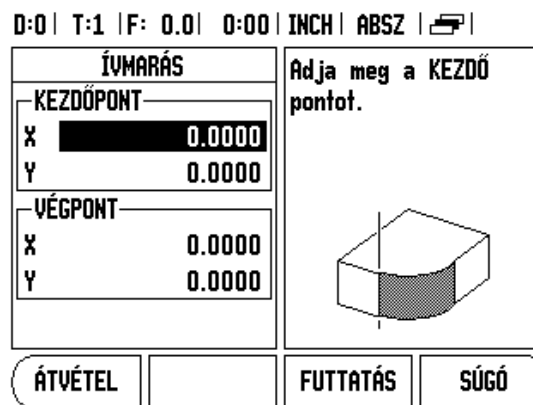 D:0 | T:1 | F: 0.0 | 0:00 | INCH | ABSZ |
ÍVMARÁS
KEZDŐPONT
X 0.0000
Y 0.0000
VÉGPONT
X 0.0000
Y 0.0000
Adja meg a KEZDŐ
pontot.
ÁTVÉTEL
FUTTATÁS
SÚGÓ